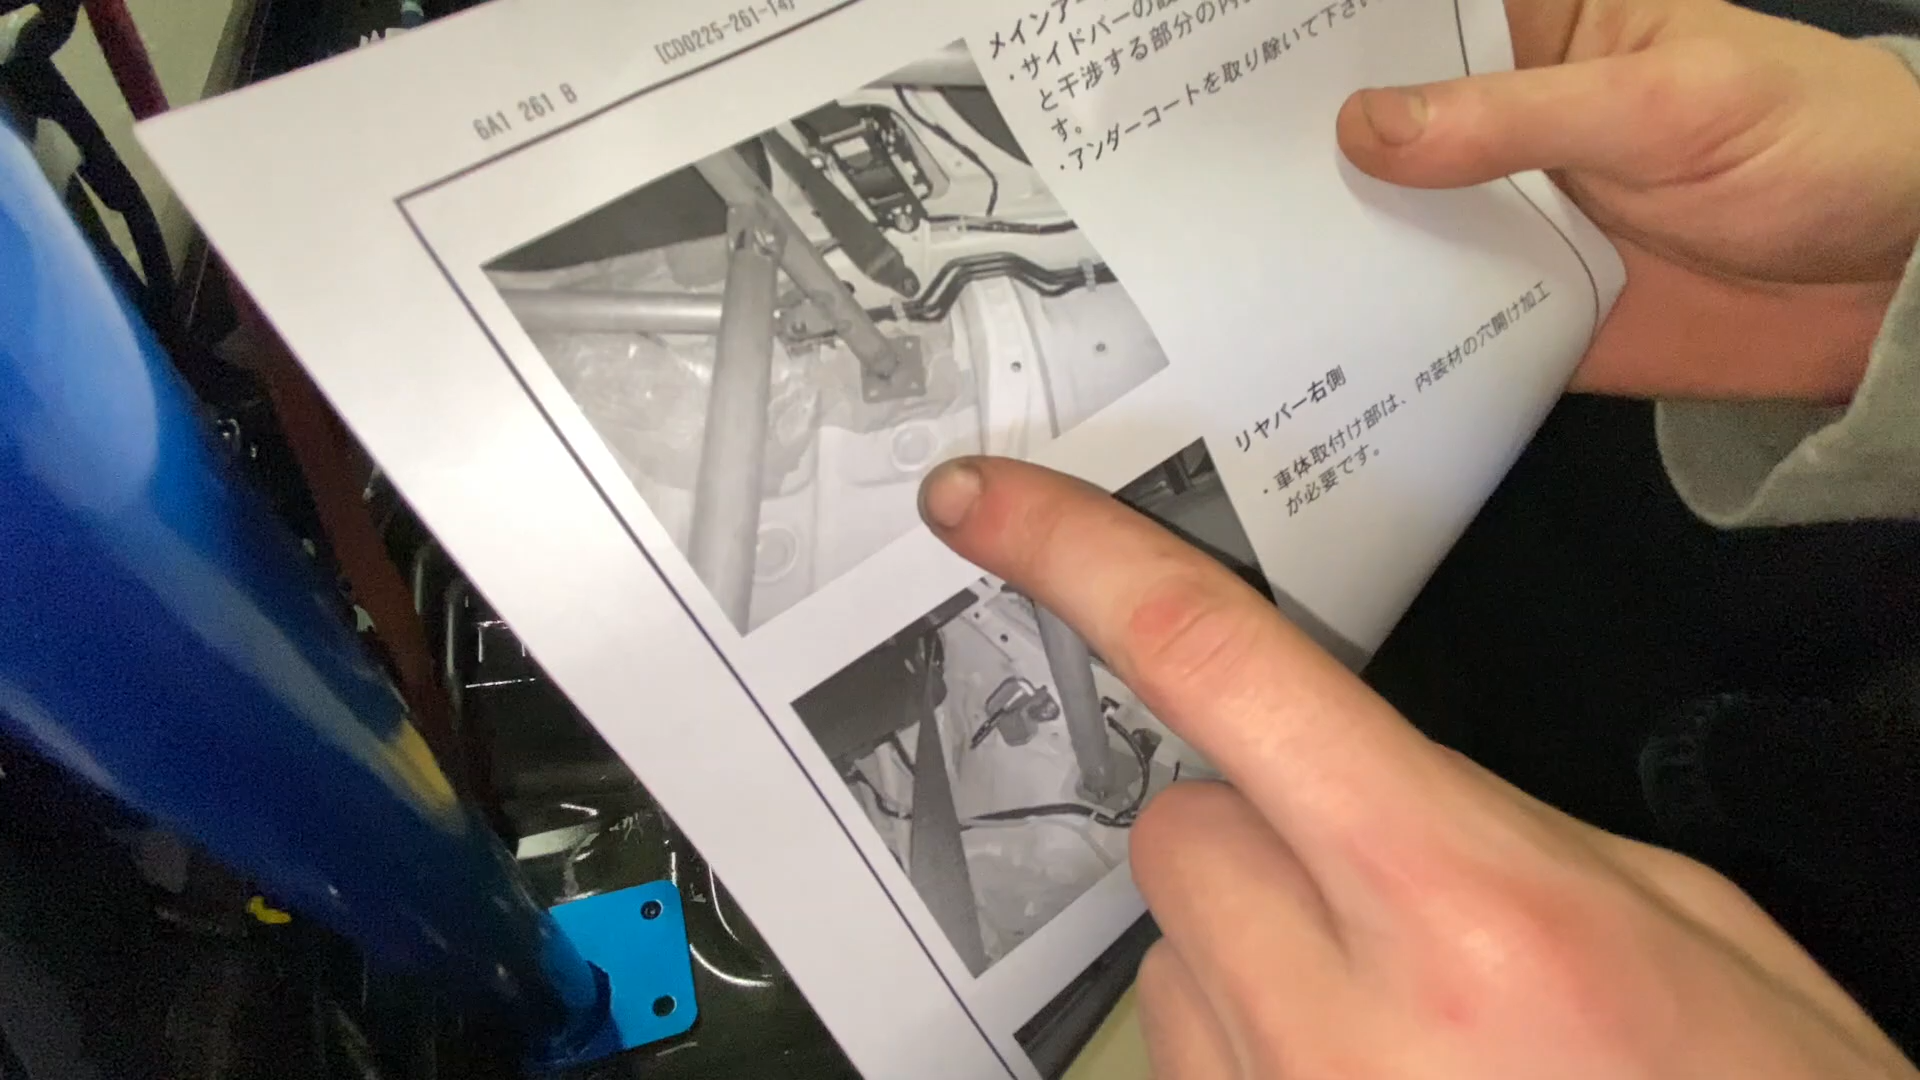 6A1 261 B
[CD0225-261-14]
メインアー
・サイドバーの設
と干渉する部分の内
す。
・アンダーコートを取り除いて下さい
リヤバー右側
・車体取付け部は、内装材の穴開け加工
が必要です。